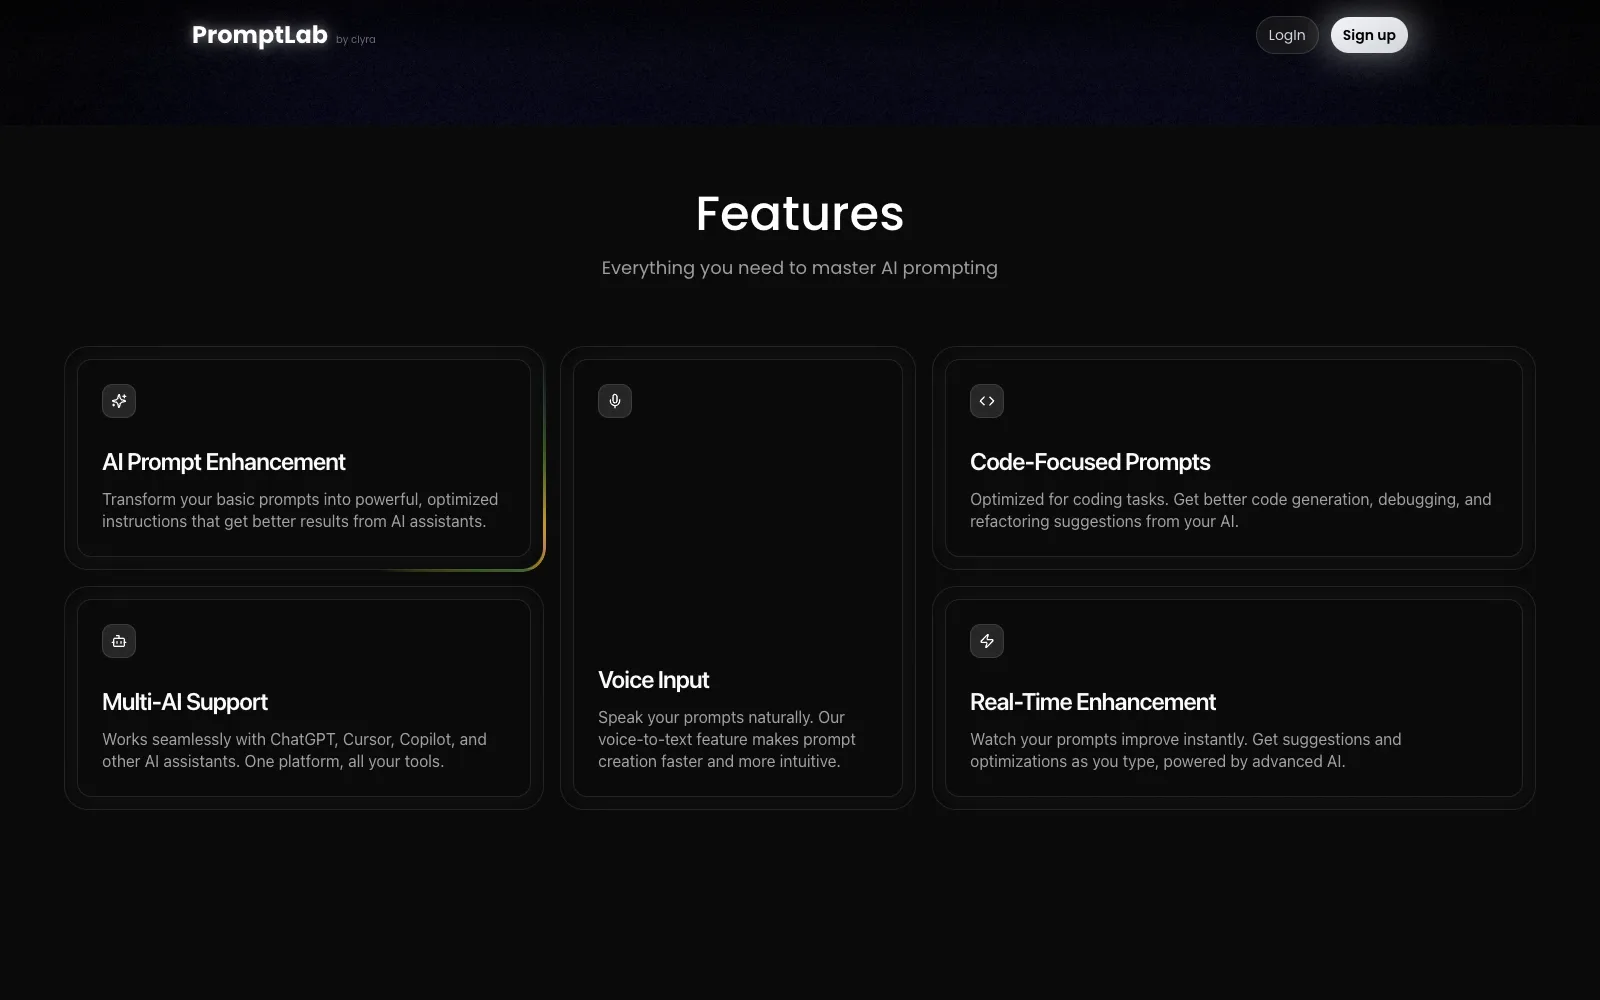 PromptLab by clyra
LogIn
Sign up
Features
Everything you need to master AI prompting
AI Prompt Enhancement
Transform your basic prompts into powerful, optimized
instructions that get better results from AI assistants.
Multi-AI Support
Works seamlessly with ChatGPT, Cursor, Copilot, and
other AI assistants. One platform, all your tools.
Voice Input
Speak your prompts naturally. Our
voice-to-text feature makes prompt
creation faster and more intuitive.
Code-Focused Prompts
Optimized for coding tasks. Get better code generation, debugging, and
refactoring suggestions from your AI.
Real-Time Enhancement
Watch your prompts improve instantly. Get suggestions and
optimizations as you type, powered by advanced AI.